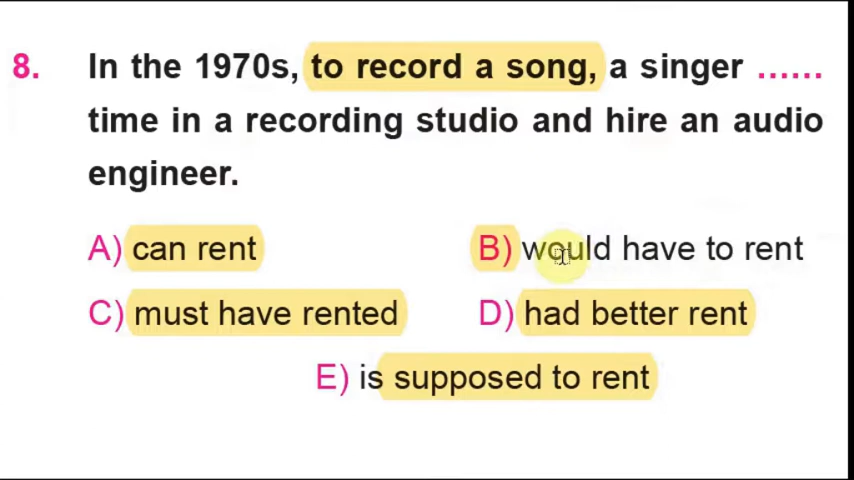 8. In the 1970s, to record a song, a singer ......
time in a recording studio and hire an audio
engineer.
A) can rent B) would have to rent
C) must have rented D) had better rent
E) is supposed to rent